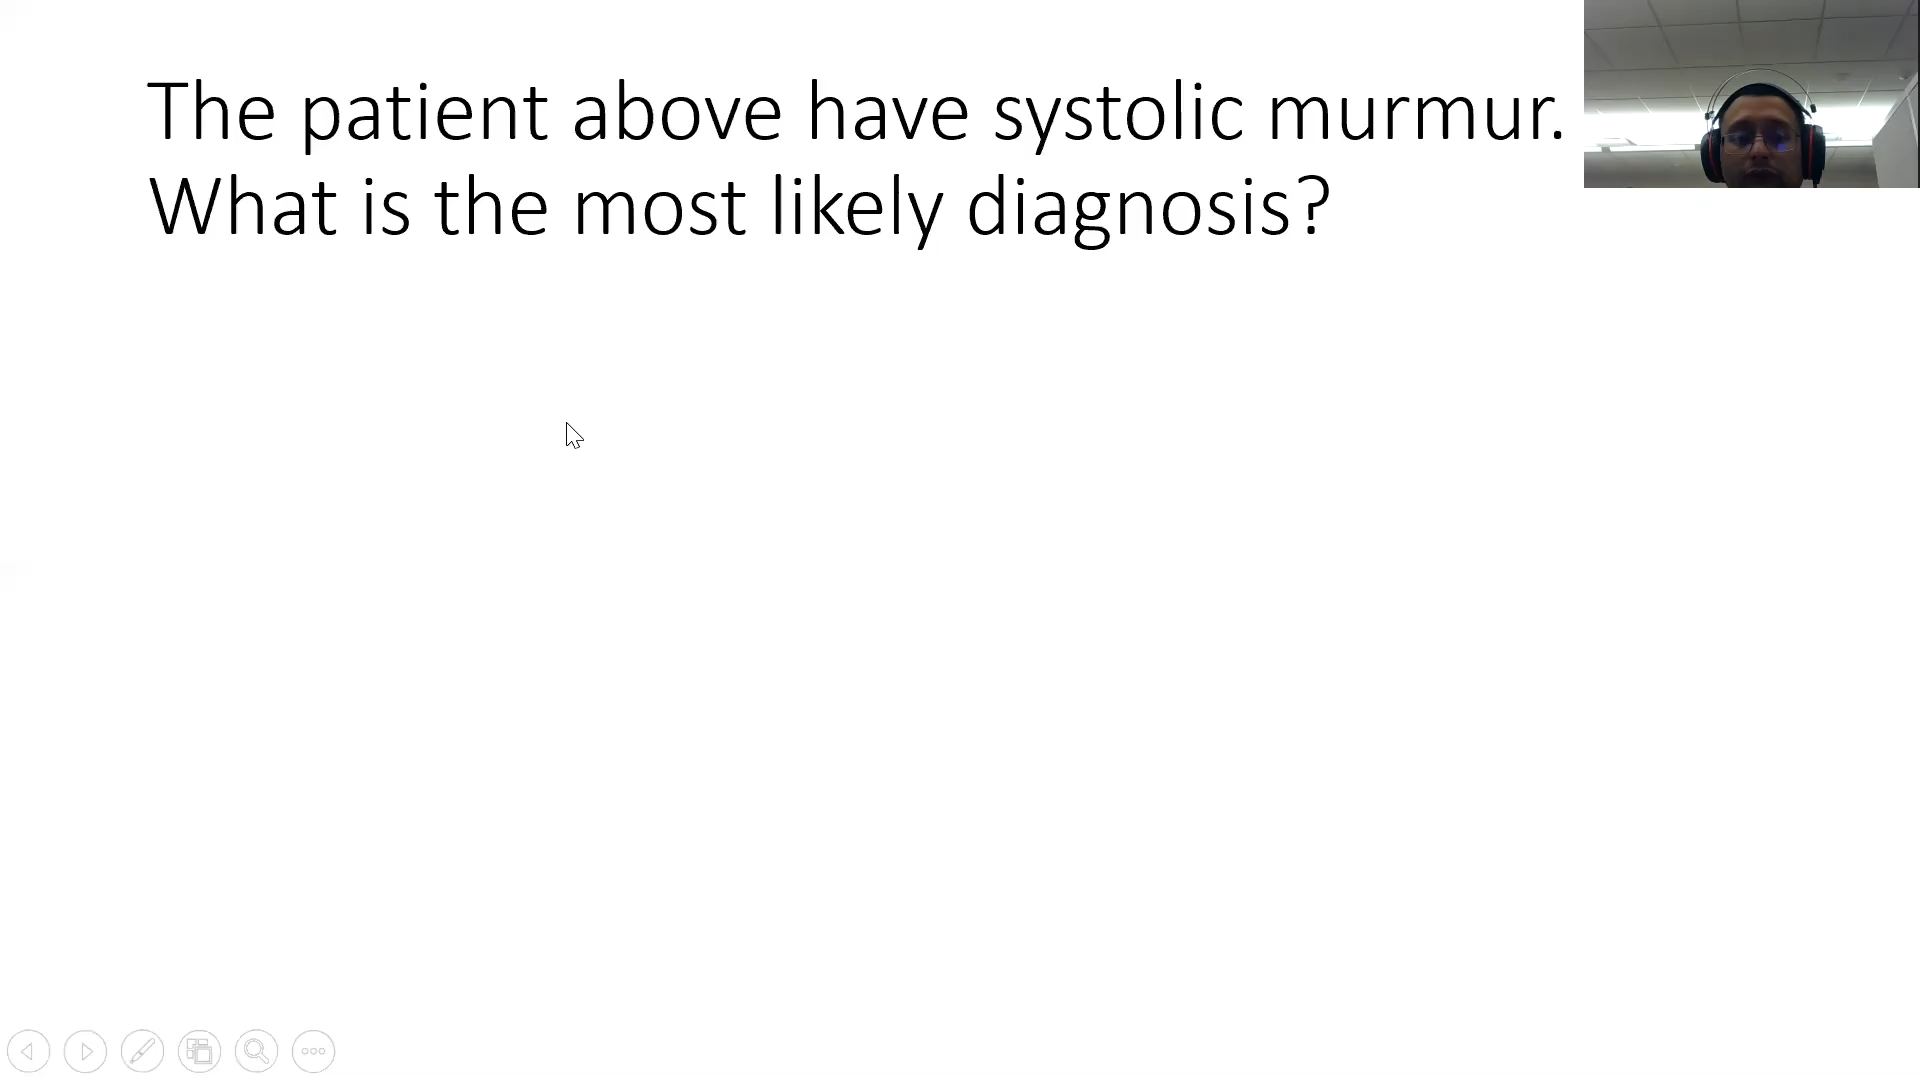 The patient above have systolic murmur.
What is the most likely diagnosis?